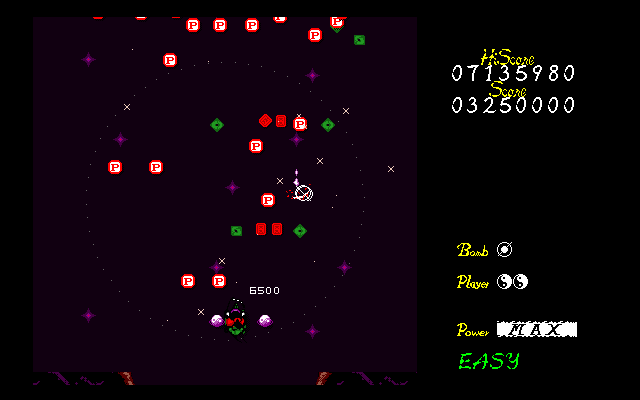 P
P P P P
P
P
P
P
P P
P
P P
6500
HiScore
07135980
Score
03250000
Bomb
Player
Power MAX
EASY